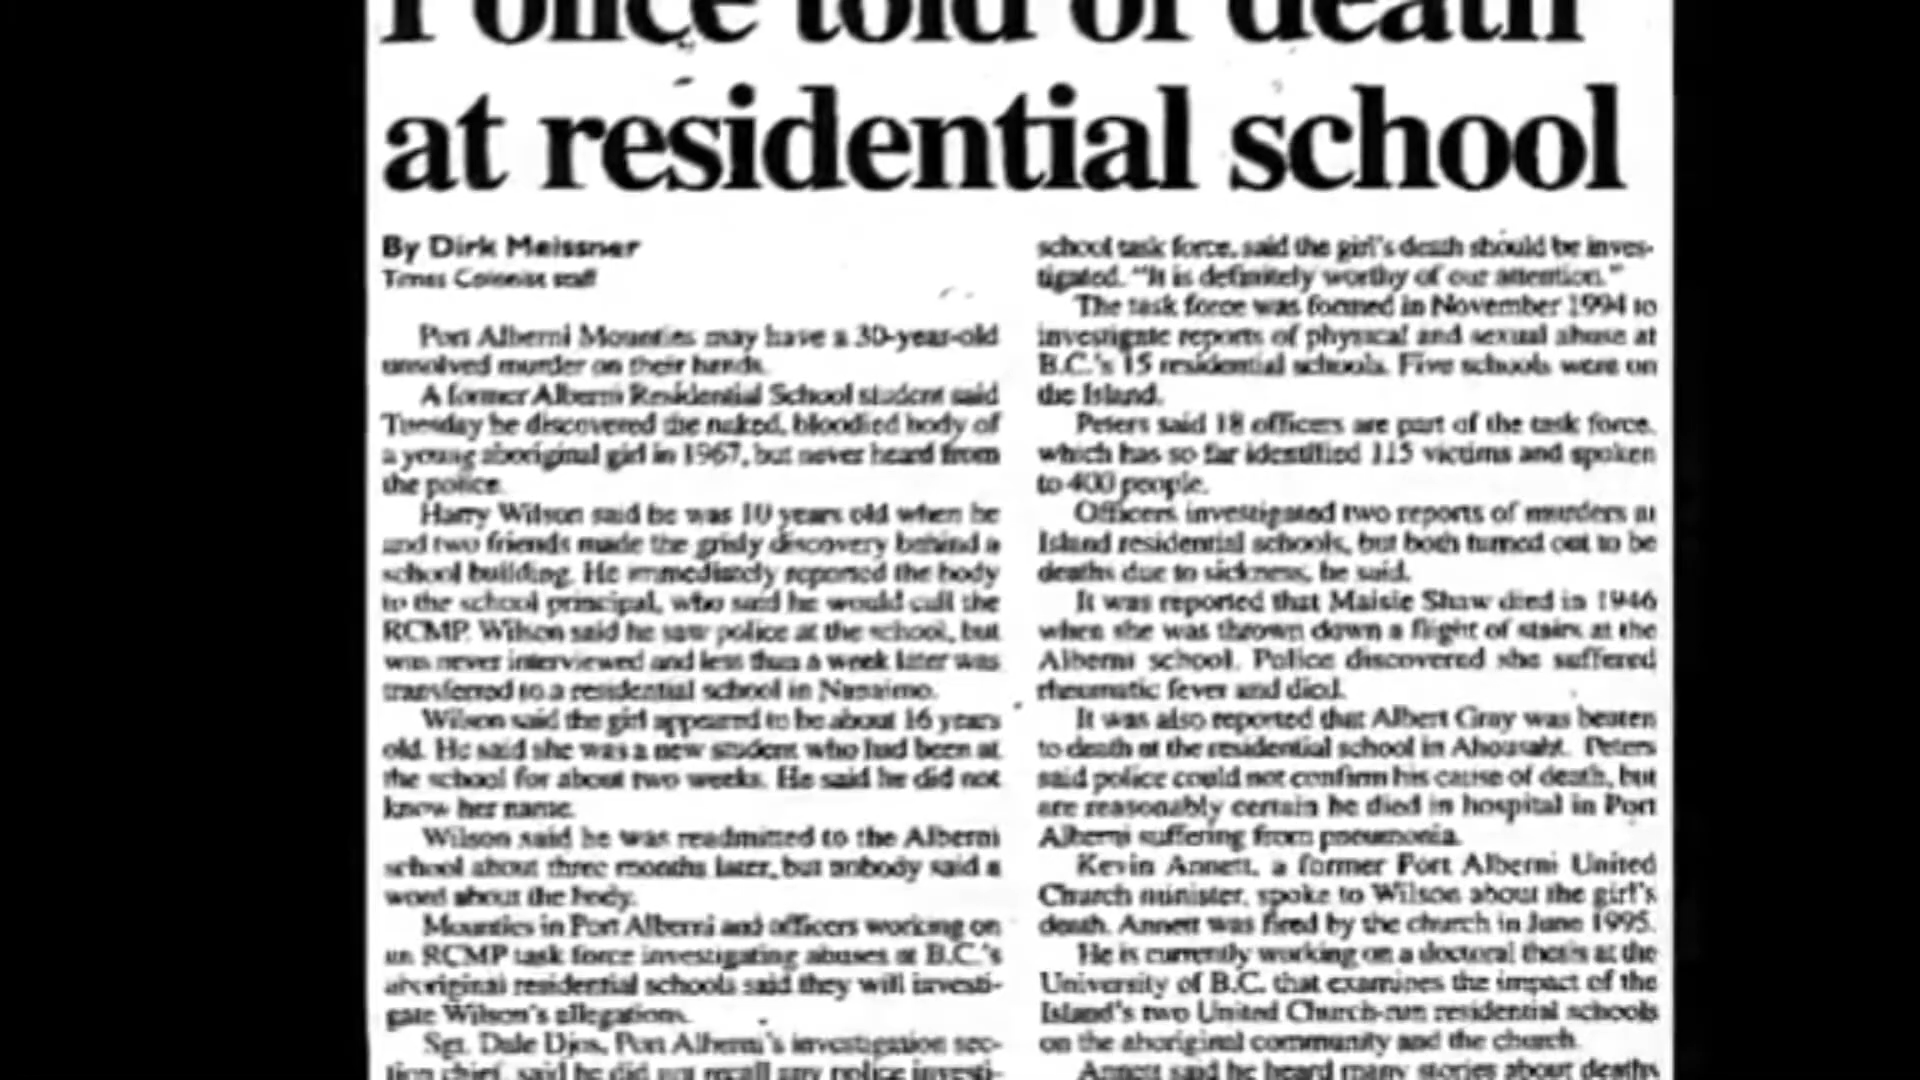 Police told of death
at residential school
By Dirk Meissner
Times Colonist staff
Port Alberni Mounties may have a 30-year-old
unsolved murder on their hands.
A former Alberni Residential School student said
Tuesday he discovered the naked, bloodied body of
a young aboriginal girl in 1967, but never heard from
the police.
Harry Wilson said he was 10 years old when he
and two friends made the grisly discovery behind a
school building. He immediately reported the body
to the school principal, who said he would call the
RCMP. Wilson said he saw police at the school, but
was never interviewed and less than a week later was
transferred to a residential school in Nanaimo.
Wilson said the girl appeared to be about 16 years
old. He said she was a new student who had been at
the school for about two weeks. He said he did not
know her name.
Wilson said he was readmitted to the Alberni
school about three months later, but nobody said a
word about the body.
Mounties in Port Alberni and officers working on
an RCMP task force investigating abuses at B.C.'s
aboriginal residential schools said they will investi-
gate Wilson's allegations.
Sgt. Dale Djos, Port Alberni's investigation sec-
tion chief, said he did not recall any police investi-
school task force, said the girl's death should be inves-
tigated. "It is definitely worthy of our attention."
The task force was formed in November 1994 to
investigate reports of physical and sexual abuse at
B.C.'s 15 residential schools. Five schools were on
the Island.
Peters said 18 officers are part of the task force,
which has so far identified 115 victims and spoken
to 400 people.
Officers investigated two reports of murders at
Island residential schools, but both turned out to be
deaths due to sickness, he said.
It was reported that Maisie Shaw died in 1946
when she was thrown down a flight of stairs at the
Alberni school. Police discovered she suffered
rheumatic fever and died.
It was also reported that Albert Gray was beaten
to death at the residential school in Ahousaht. Peters
said police could not confirm his cause of death, but
are reasonably certain he died in hospital in Port
Alberni suffering from pneumonia.
Kevin Annett, a former Port Alberni United
Church minister, spoke to Wilson about the girl's
death. Annett was fired by the church in June 1995.
He is currently working on a doctoral thesis at the
University of B.C. that examines the impact of the
Island's two United Church-run residential schools
on the aboriginal community and the church.
Annett said he heard many stories about deaths